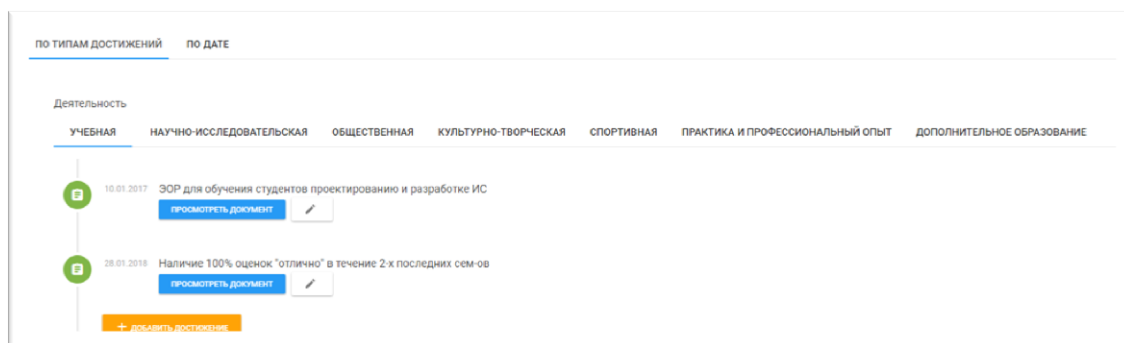 ПО ТИПАМ ДОСТИЖЕНИЙ ПО ДАТЕ
Деятельность
УЧЕБНАЯ НАУЧНО-ИССЛЕДОВАТЕЛЬСКАЯ ОБЩЕСТВЕННАЯ КУЛЬТУРНО-ТВОРЧЕСКАЯ СПОРТИВНАЯ ПРАКТИКА И ПРОФЕССИОНАЛЬНЫЙ ОПЫТ ДОПОЛНИТЕЛЬНОЕ ОБРАЗОВАНИЕ
10.01.2017 ЭОР для обучения студентов проектированию и разработке ИС
ПРОСМОТРЕТЬ ДОКУМЕНТ
28.01.2018 Наличие 100% оценок "отлично" в течение 2-х последних сем-ов
ПРОСМОТРЕТЬ ДОКУМЕНТ
+ ДОБАВИТЬ ДОСТИЖЕНИЕ